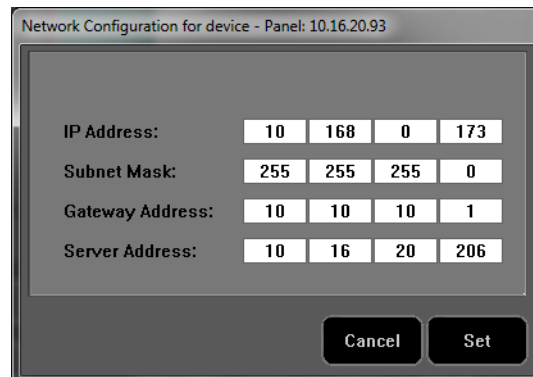 Network Configuration for device - Panel: 10.16.20.93
IP Address: 10 168 0 173
Subnet Mask: 255 255 255 0
Gateway Address: 10 10 10 1
Server Address: 10 16 20 206
Cancel Set